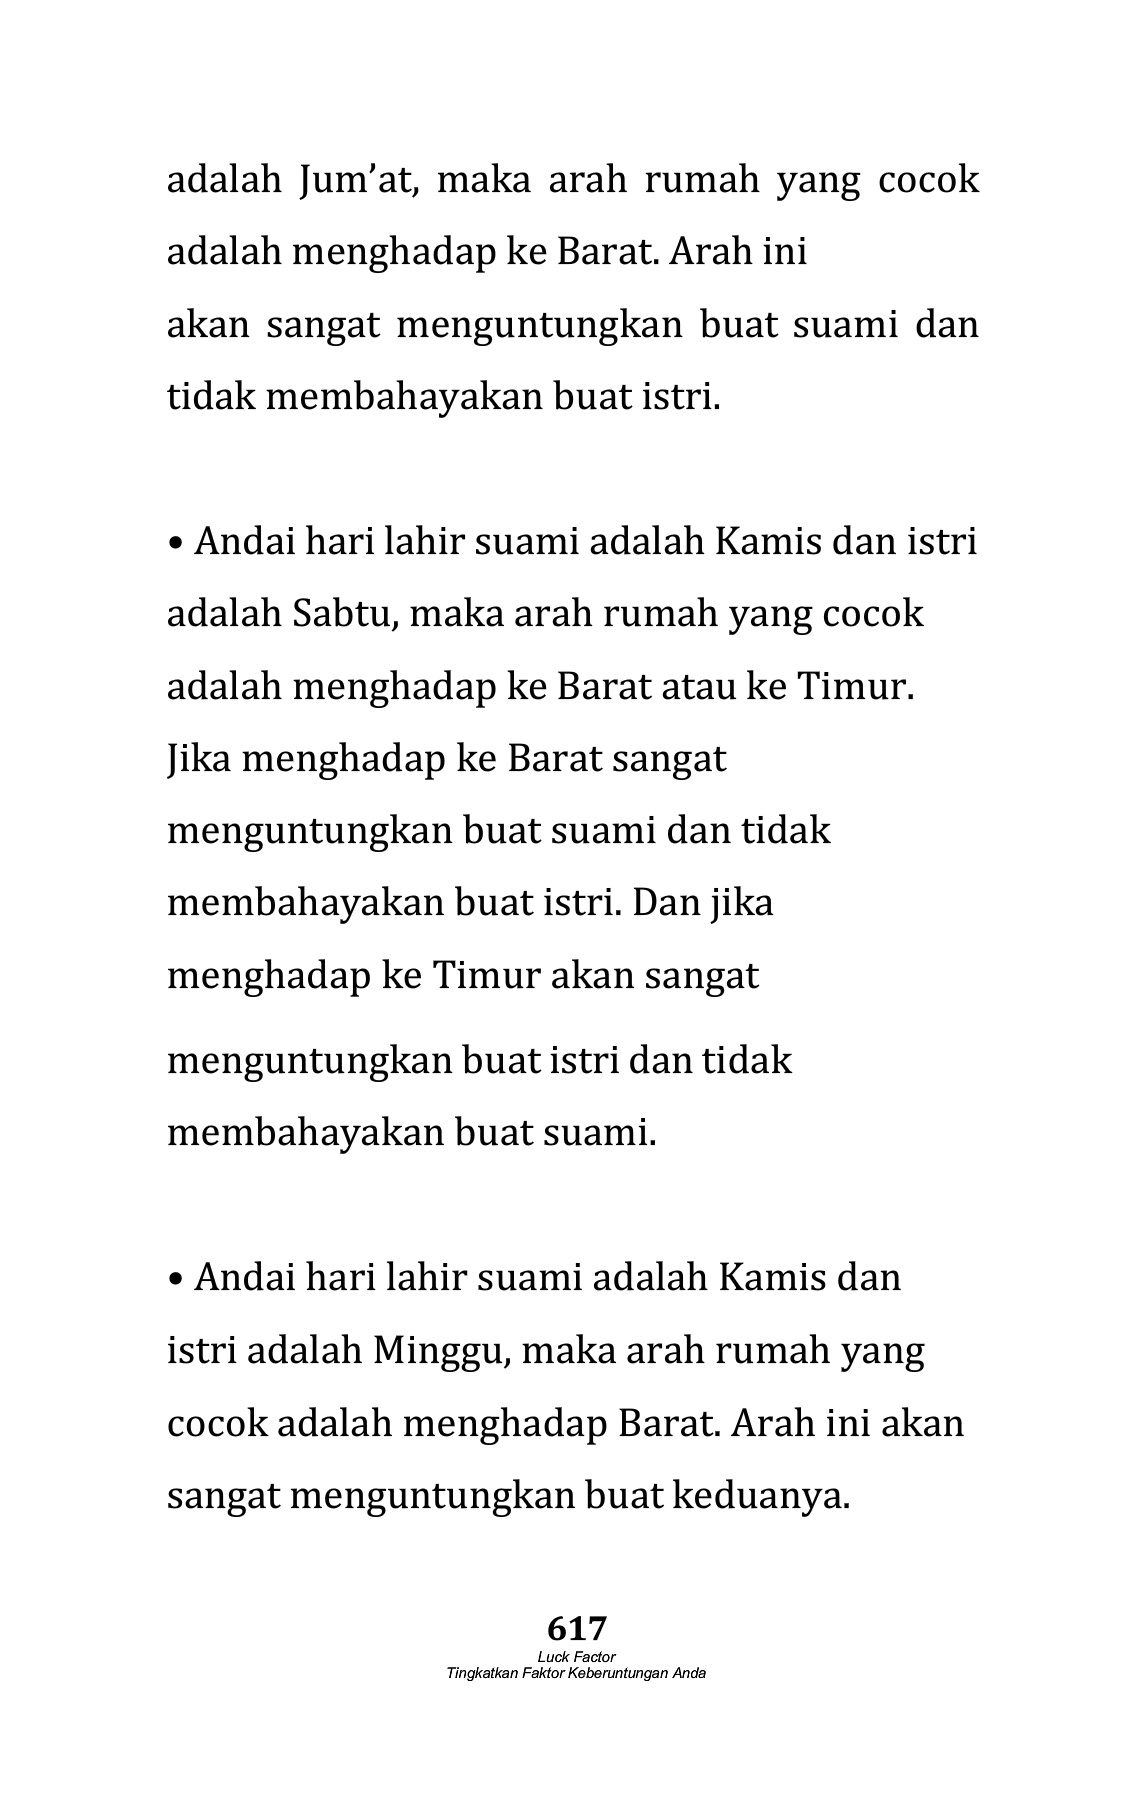 adalah Jum’at, maka arah rumah yang cocok
adalah menghadap ke Barat. Arah ini
akan sangat menguntungkan buat suami dan
tidak membahayakan buat istri.
• Andai hari lahir suami adalah Kamis dan istri
adalah Sabtu, maka arah rumah yang cocok
adalah menghadap ke Barat atau ke Timur.
Jika menghadap ke Barat sangat
menguntungkan buat suami dan tidak
membahayakan buat istri. Dan jika
menghadap ke Timur akan sangat
menguntungkan buat istri dan tidak
membahayakan buat suami.
• Andai hari lahir suami adalah Kamis dan
istri adalah Minggu, maka arah rumah yang
cocok adalah menghadap Barat. Arah ini akan
sangat menguntungkan buat keduanya.
617
Luck Factor
Tingkatkan Faktor Keberuntungan Anda